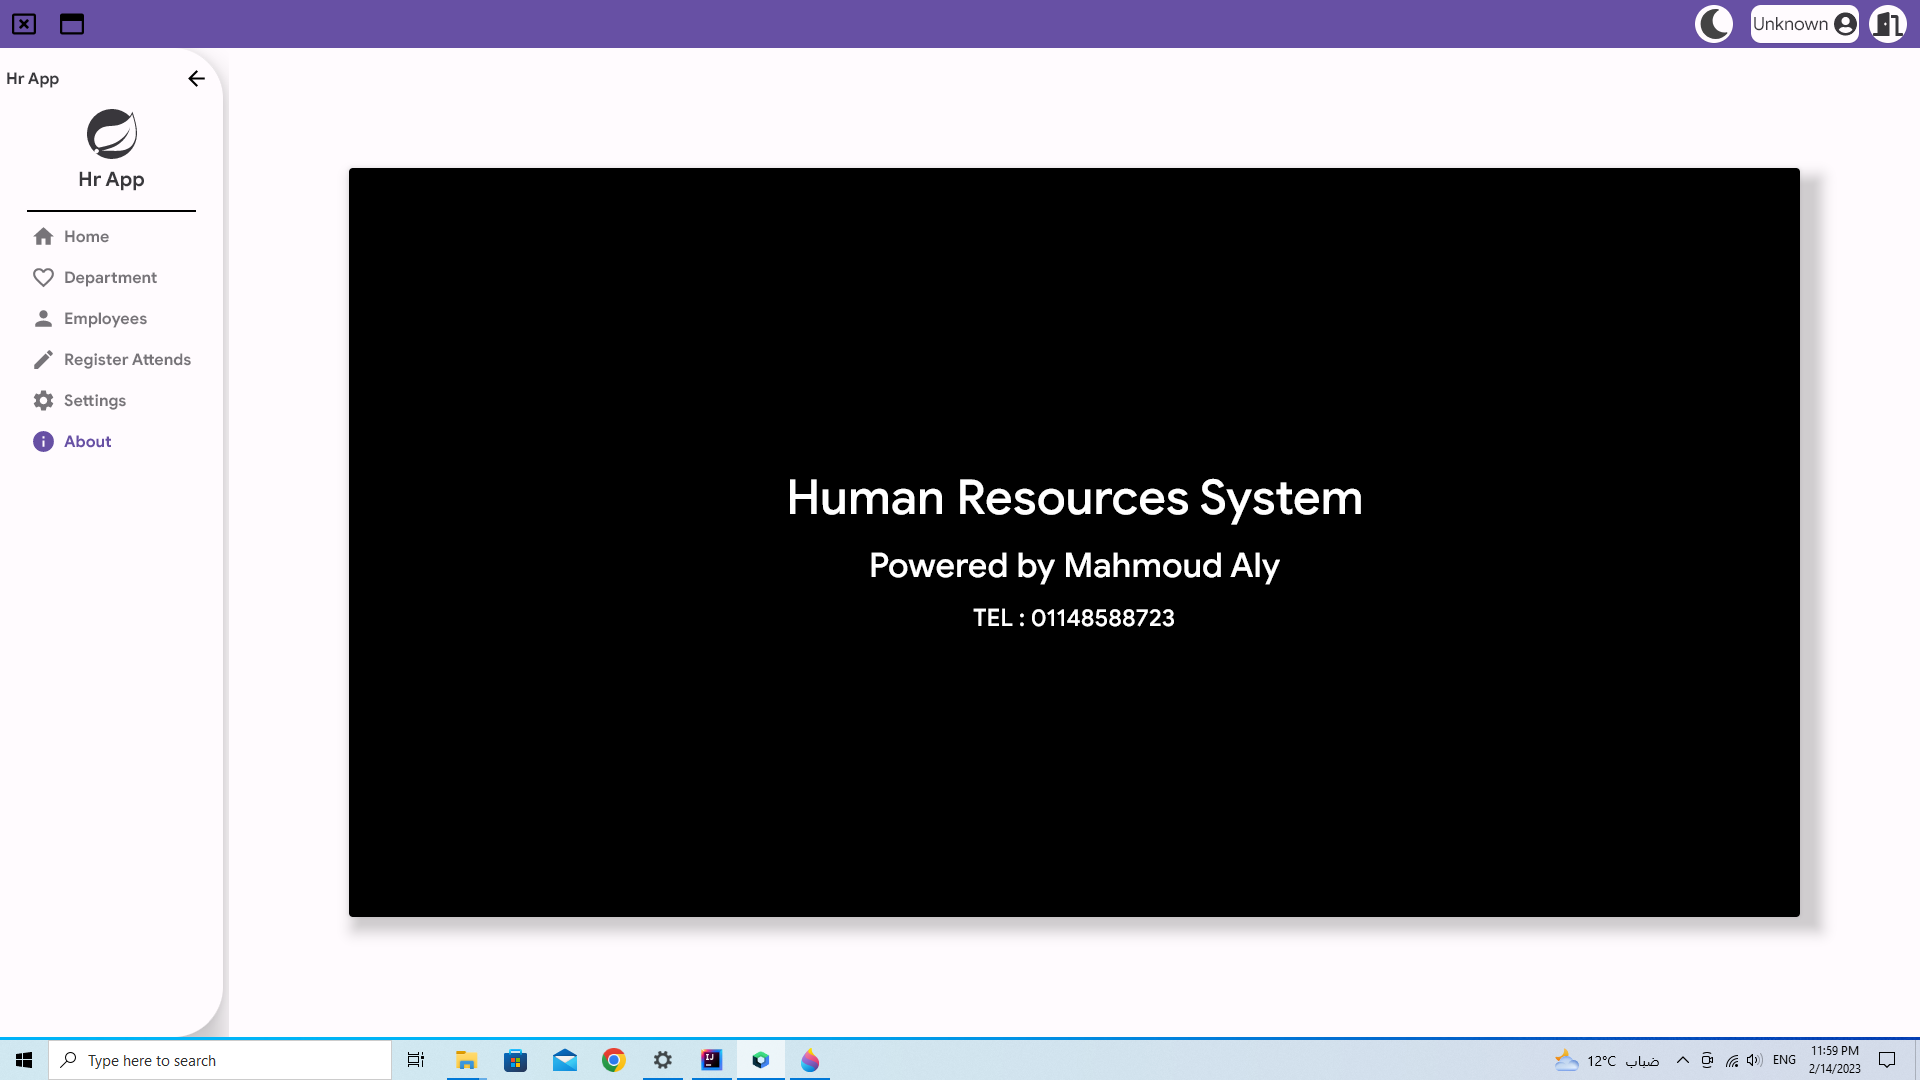 Unknown
Hr App
Hr App
Home
Department
Employees
Register Attends
Settings
About
Human Resources System
Powered by Mahmoud Aly
TEL : 01148588723
Type here to search
12°C ضباب
ENG
11:59 PM
2/14/2023